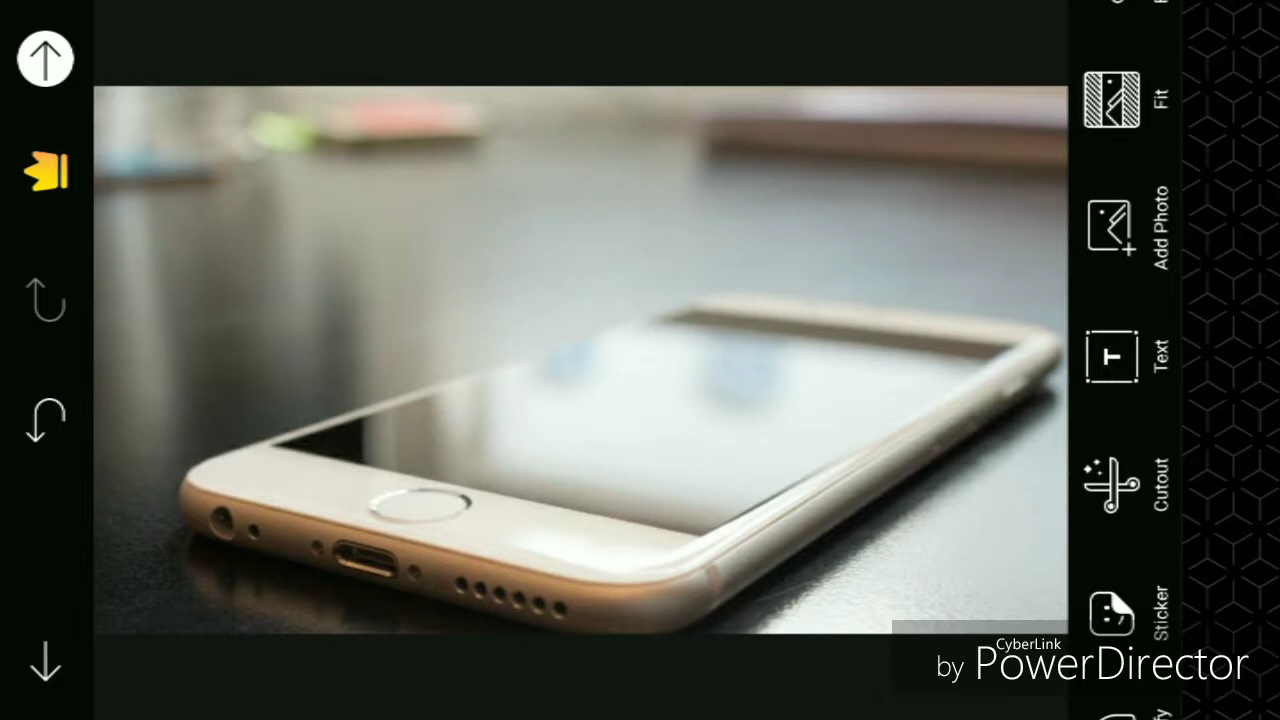 Fit
Add Photo
Text
T
Cutout
Sticker
CyberLink
by PowerDirector